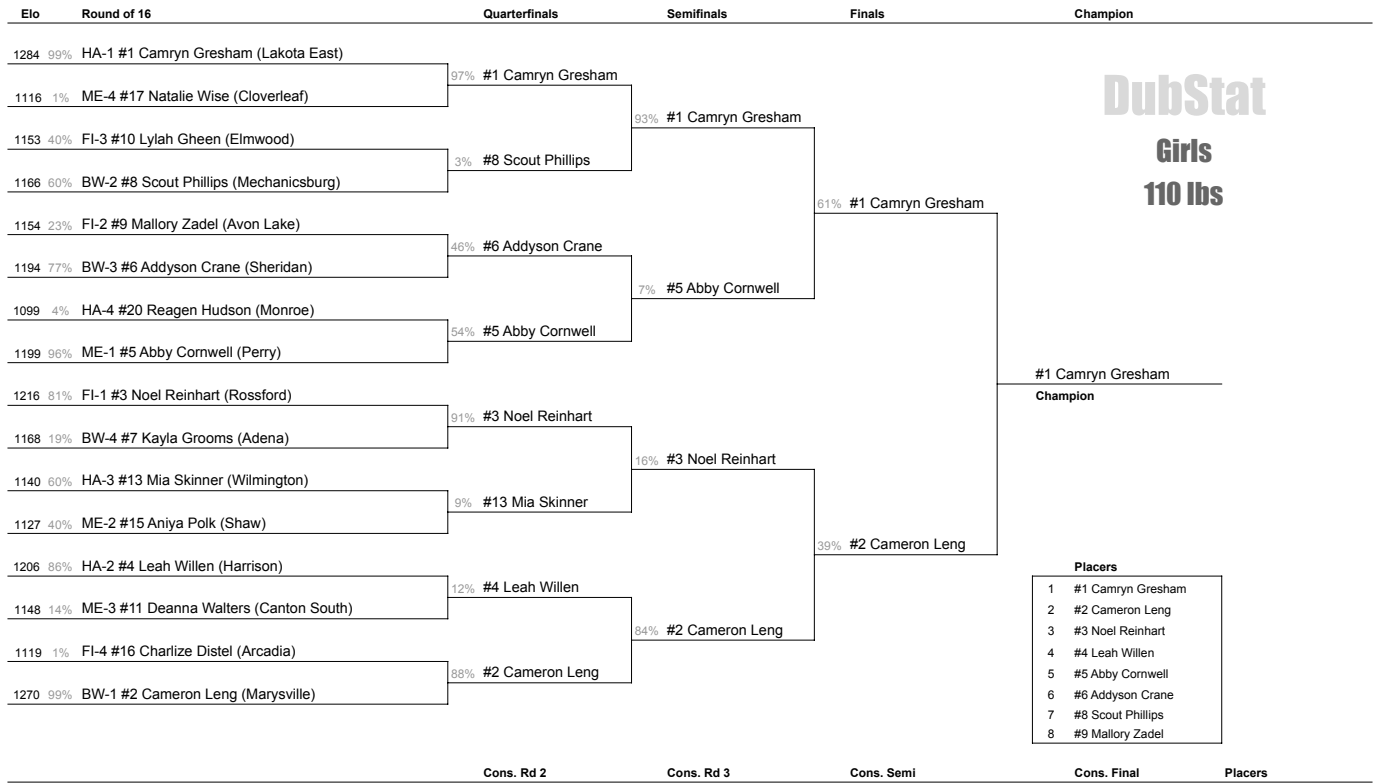 Elo Round of 16 Quarterfinals Semifinals Finals Champion
1284 99% HA-1 #1 Camryn Gresham (Lakota East)
97% #1 Camryn Gresham
1116 1% ME-4 #17 Natalie Wise (Cloverleaf)
93% #1 Camryn Gresham
1153 40% FI-3 #10 Lylah Gheen (Elmwood)
3% #8 Scout Phillips
1166 60% BW-2 #8 Scout Phillips (Mechanicsburg)
61% #1 Camryn Gresham
1154 23% FI-2 #9 Mallory Zadel (Avon Lake)
46% #6 Addyson Crane
1194 77% BW-3 #6 Addyson Crane (Sheridan)
7% #5 Abby Cornwell
1099 4% HA-4 #20 Reagen Hudson (Monroe)
54% #5 Abby Cornwell
1199 96% ME-1 #5 Abby Cornwell (Perry)
#1 Camryn Gresham
Champion
1216 81% FI-1 #3 Noel Reinhart (Rossford)
91% #3 Noel Reinhart
1168 19% BW-4 #7 Kayla Grooms (Adena)
16% #3 Noel Reinhart
1140 60% HA-3 #13 Mia Skinner (Wilmington)
9% #13 Mia Skinner
1127 40% ME-2 #15 Aniya Polk (Shaw)
39% #2 Cameron Leng
1206 86% HA-2 #4 Leah Willen (Harrison)
12% #4 Leah Willen
1148 14% ME-3 #11 Deanna Walters (Canton South)
84% #2 Cameron Leng
1119 1% FI-4 #16 Charlize Distel (Arcadia)
88% #2 Cameron Leng
1270 99% BW-1 #2 Cameron Leng (Marysville)
DubStat
Girls
110 lbs
Placers
1 #1 Camryn Gresham
2 #2 Cameron Leng
3 #3 Noel Reinhart
4 #4 Leah Willen
5 #5 Abby Cornwell
6 #6 Addyson Crane
7 #8 Scout Phillips
8 #9 Mallory Zadel
Cons. Rd 2 Cons. Rd 3 Cons. Semi Cons. Final Placers